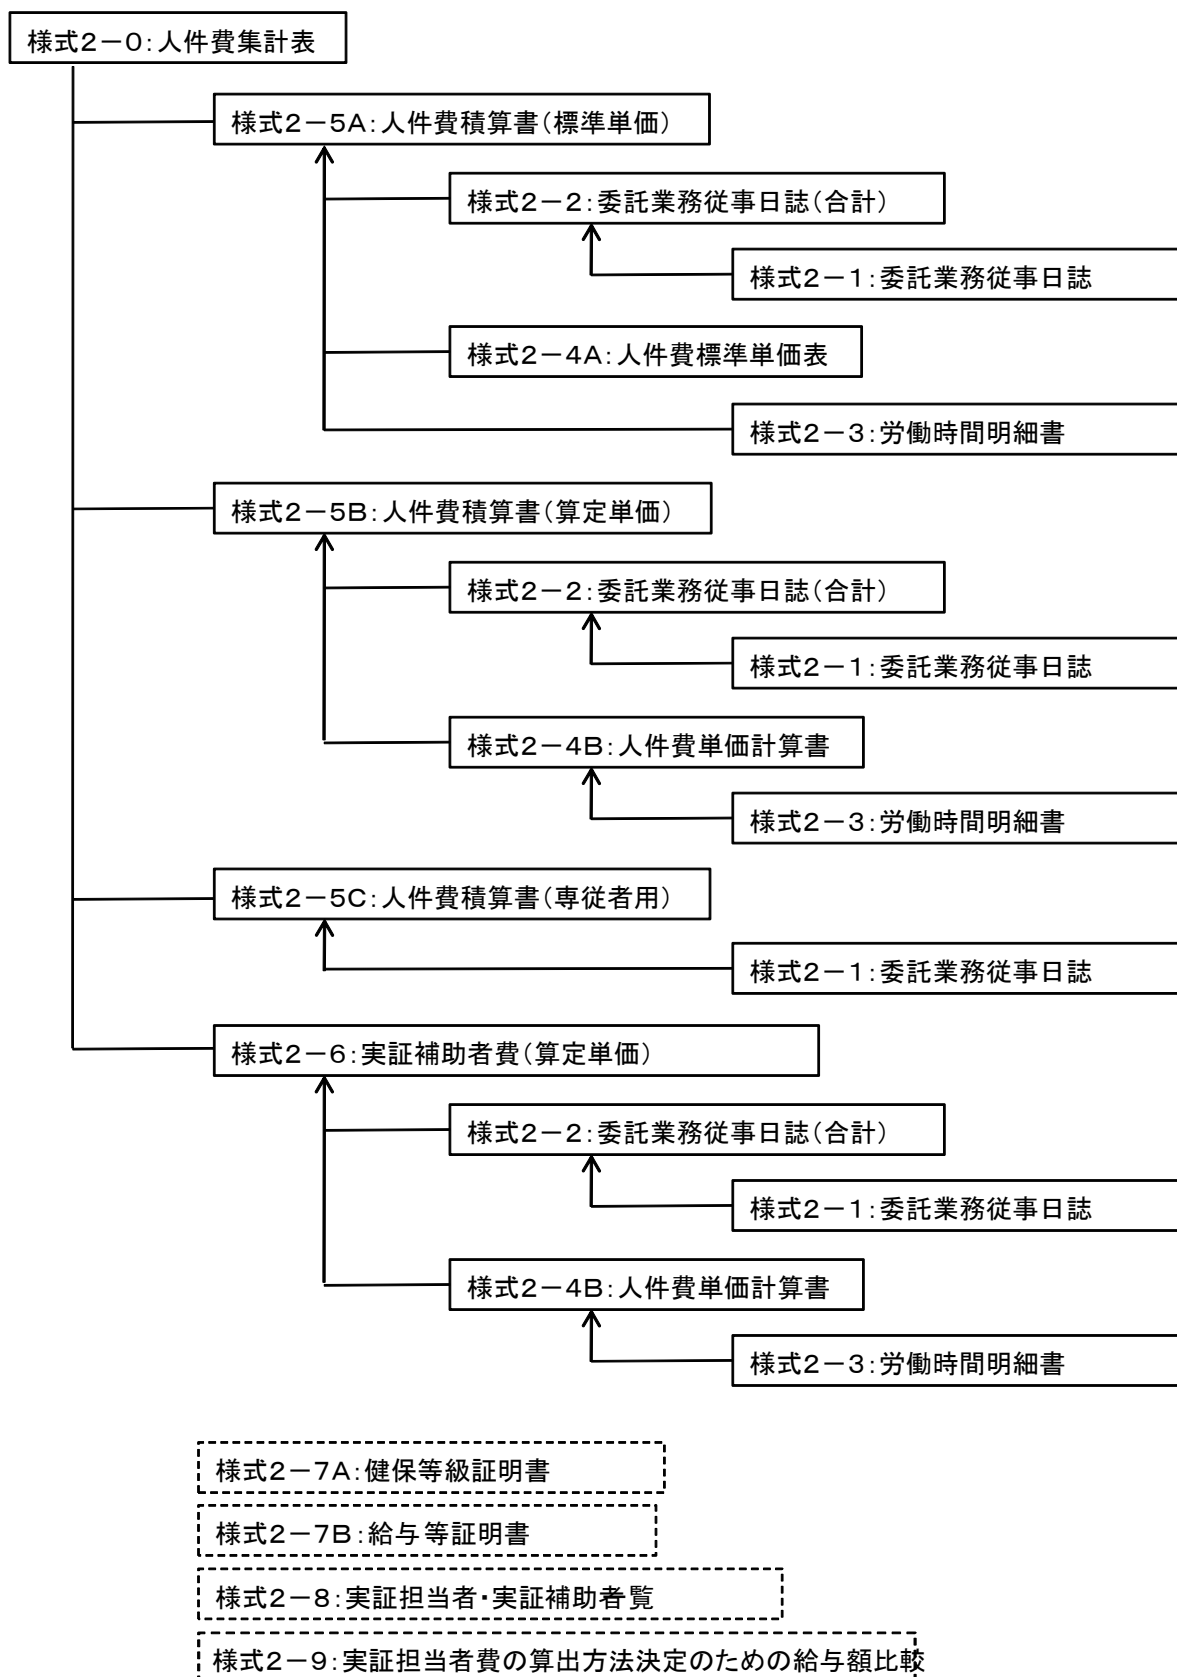 様式2－0：人件費集計表
様式2－5A：人件費積算書（標準単価）
様式2－2：委託業務従事日誌（合計）
様式2－1：委託業務従事日誌
様式2－4A：人件費標準単価表
様式2－3：労働時間明細書
様式2－5B：人件費積算書（算定単価）
様式2－2：委託業務従事日誌（合計）
様式2－1：委託業務従事日誌
様式2－4B：人件費単価計算書
様式2－3：労働時間明細書
様式2－5C：人件費積算書（専従者用）
様式2－1：委託業務従事日誌
様式2－6：実証補助者費（算定単価）
様式2－2：委託業務従事日誌（合計）
様式2－1：委託業務従事日誌
様式2－4B：人件費単価計算書
様式2－3：労働時間明細書
様式2－7A：健保等級証明書
様式2－7B：給与等証明書
様式2－8：実証担当者・実証補助者一覧
様式2－9：実証担当者費の算出方法決定のための給与額比較